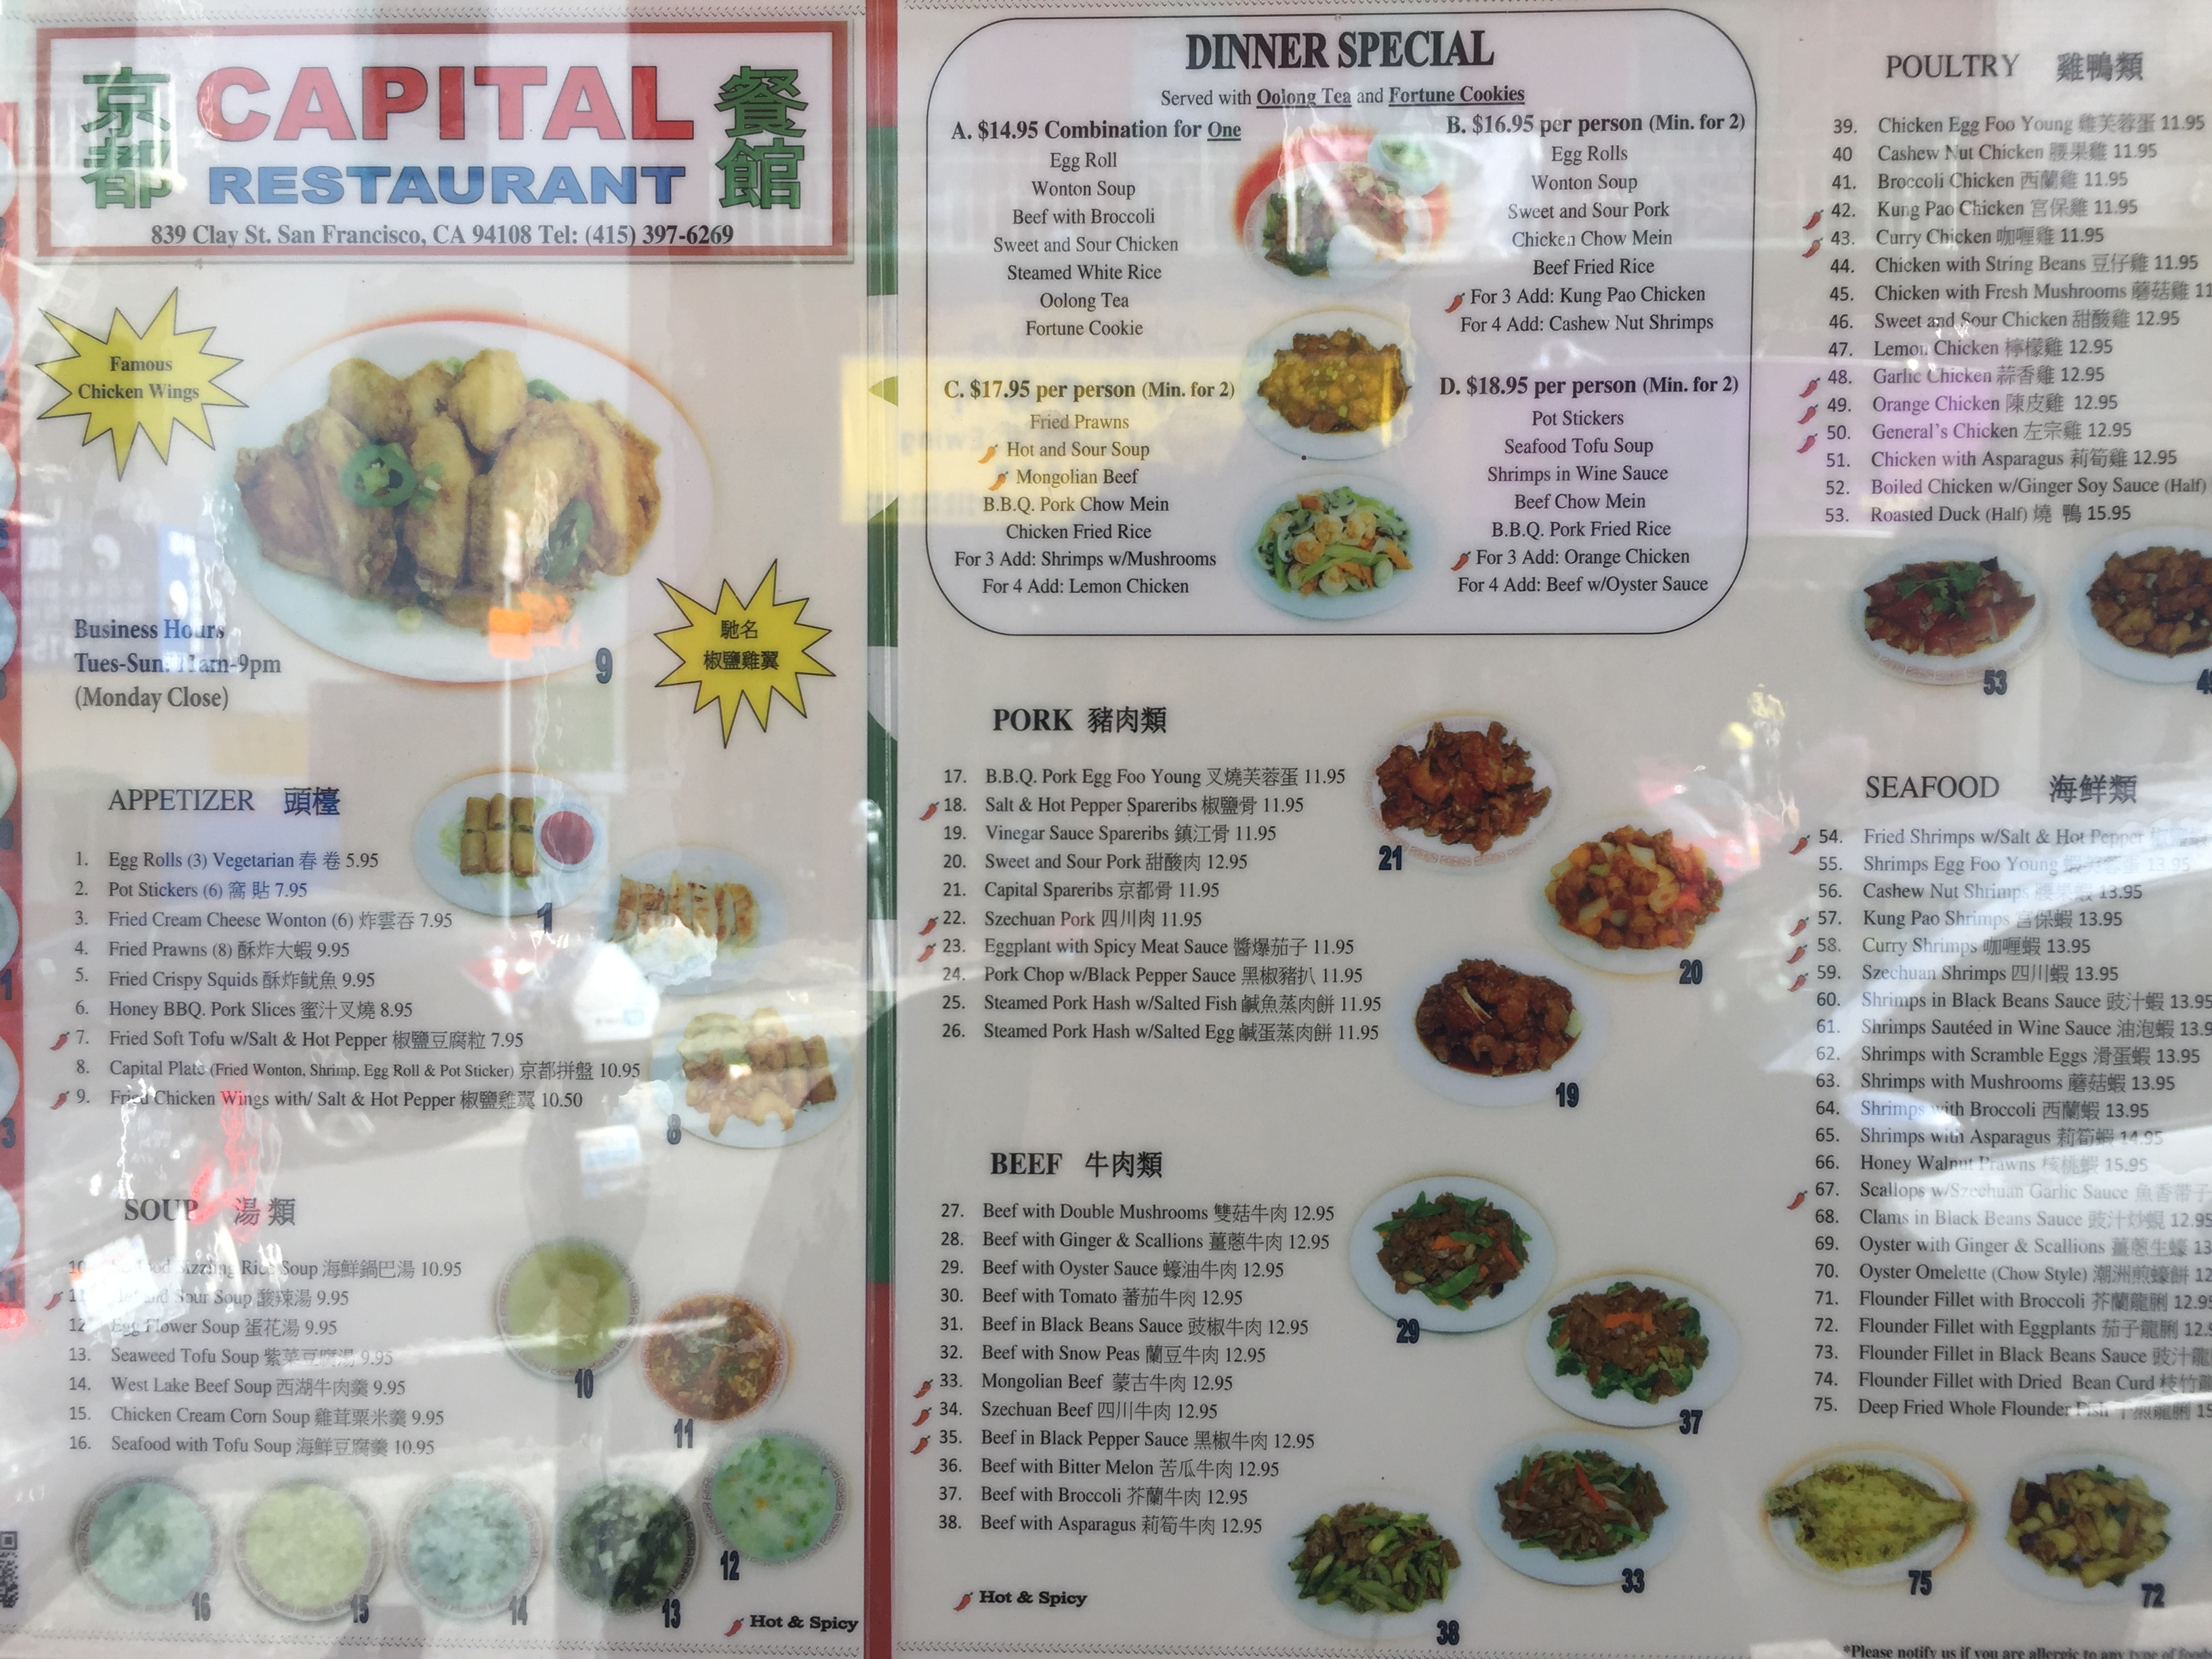 京都
CAPITAL
RESTAURANT
餐館
839 Clay St. San Francisco, CA 94108 Tel: (415) 397-6269
Famous
Chicken Wings
9
馳名
椒鹽雞翼
Business Hours
Tues-Sun: 11am-9pm
(Monday Close)
APPETIZER 頭檯
1. Egg Rolls (3) Vegetarian 春卷 5.95
2. Pot Stickers (6) 窩貼 7.95
3. Fried Cream Cheese Wonton (6) 炸雲吞 7.95
4. Fried Prawns (8) 酥炸大蝦 9.95
5. Fried Crispy Squids 酥炸鱿魚 9.95
6. Honey BBQ. Pork Slices 蜜汁叉燒 8.95
7. Fried Soft Tofu w/Salt & Hot Pepper 椒鹽豆腐粒 7.95
8. Capital Plate (Fried Wonton, Shrimp, Egg Roll & Pot Sticker) 京都拼盤 10.95
9. Fried Chicken Wings with/ Salt & Hot Pepper 椒鹽雞翼 10.50
1
8
SOUP 湯類
10. Sizzling Rice Soup 海鮮鍋巴湯 10.95
Sour Soup 酸辣湯 9.95
12. Egg Flower Soup 蛋花湯 9.95
13. Seaweed Tofu Soup 紫菜豆腐湯 9.95
14. West Lake Beef Soup 西湖牛肉羹 9.95
15. Chicken Cream Corn Soup 雞茸粟米羹 9.95
16. Seafood with Tofu Soup 海鮮豆腐羹 10.95
10
11
12
16
15
14
13
Hot & Spicy
DINNER SPECIAL
Served with Oolong Tea and Fortune Cookies
A. $14.95 Combination for One
Egg Roll
Wonton Soup
Beef with Broccoli
Sweet and Sour Chicken
Steamed White Rice
Oolong Tea
Fortune Cookie
B. $16.95 per person (Min. for 2)
Egg Rolls
Wonton Soup
Sweet and Sour Pork
Chicken Chow Mein
Beef Fried Rice
For 3 Add: Kung Pao Chicken
For 4 Add: Cashew Nut Shrimps
C. $17.95 per person (Min. for 2)
Fried Prawns
Hot and Sour Soup
Mongolian Beef
B.B.Q. Pork Chow Mein
Chicken Fried Rice
For 3 Add: Shrimps w/Mushrooms
For 4 Add: Lemon Chicken
D. $18.95 per person (Min. for 2)
Pot Stickers
Seafood Tofu Soup
Shrimps in Wine Sauce
Beef Chow Mein
B.B.Q. Pork Fried Rice
For 3 Add: Orange Chicken
For 4 Add: Beef w/Oyster Sauce
PORK 豬肉類
17. B.B.Q. Pork Egg Foo Young 叉燒芙蓉蛋 11.95
18. Salt & Hot Pepper Spareribs 椒鹽骨 11.95
19. Vinegar Sauce Spareribs 鎮江骨 11.95
20. Sweet and Sour Pork 甜酸肉 12.95
21. Capital Spareribs 京都骨 11.95
22. Szechuan Pork 四川肉 11.95
23. Eggplant with Spicy Meat Sauce 醬爆茄子 11.95
24. Pork Chop w/Black Pepper Sauce 黑椒豬扒 11.95
25. Steamed Pork Hash w/Salted Fish 鹹魚蒸肉餅 11.95
26. Steamed Pork Hash w/Salted Egg 鹹蛋蒸肉餅 11.95
21
20
19
BEEF 牛肉類
27. Beef with Double Mushrooms 雙菇牛肉 12.95
28. Beef with Ginger & Scallions 薑蔥牛肉 12.95
29. Beef with Oyster Sauce 蠔油牛肉 12.95
30. Beef with Tomato 蕃茄牛肉 12.95
31. Beef in Black Beans Sauce 豉椒牛肉 12.95
32. Beef with Snow Peas 蘭豆牛肉 12.95
33. Mongolian Beef 蒙古牛肉 12.95
34. Szechuan Beef 四川牛肉 12.95
35. Beef in Black Pepper Sauce 黑椒牛肉 12.95
36. Beef with Bitter Melon 苦瓜牛肉 12.95
37. Beef with Broccoli 芥蘭牛肉 12.95
38. Beef with Asparagus 莉筍牛肉 12.95
29
37
33
38
Hot & Spicy
POULTRY 雞鴨類
39. Chicken Egg Foo Young 雞芙蓉蛋 11.95
40 Cashew Nut Chicken 腰果雞 11.95
41. Broccoli Chicken 西蘭雞 11.95
42. Kung Pao Chicken 宮保雞 11.95
43. Curry Chicken 咖喱雞 11.95
44. Chicken with String Beans 豆仔雞 11.95
45. Chicken with Fresh Mushrooms 蘑菇雞 11
46. Sweet and Sour Chicken 甜酸雞 12.95
47. Lemon Chicken 檸檬雞 12.95
48. Garlic Chicken 蒜香雞 12.95
49. Orange Chicken 陳皮雞 12.95
50. General's Chicken 左宗雞 12.95
51. Chicken with Asparagus 莉筍雞 12.95
52. Boiled Chicken w/Ginger Soy Sauce (Half)
53. Roasted Duck (Half) 燒鴨 15.95
53
SEAFOOD 海鮮類
54. Fried Shrimps w/Salt & Hot Pepper
55. Shrimps Egg Foo Young 蝦芙蓉蛋 13.95
56. Cashew Nut Shrimps 腰果蝦 13.95
57. Kung Pao Shrimps 宮保蝦 13.95
58. Curry Shrimps 咖喱蝦 13.95
59. Szechuan Shrimps 四川蝦 13.95
60. Shrimps in Black Beans Sauce 豉汁蝦 13.95
61. Shrimps Sautéed in Wine Sauce 油泡蝦 13.9
62. Shrimps with Scramble Eggs 滑蛋蝦 13.95
63. Shrimps with Mushrooms 蘑菇蝦 13.95
64. Shrimps with Broccoli 西蘭蝦 13.95
65. Shrimps with Asparagus 莉筍蝦 14.95
66. Honey Walnut Prawns 核桃蝦 15.95
67. Scallops w/Szechuan Garlic Sauce 魚香帶子
68. Clams in Black Beans Sauce 豉汁炒蜆 12.95
69. Oyster with Ginger & Scallions 薑蔥生蠔 13
70. Oyster Omelette (Chow Style) 潮洲煎蠔餅 12
71. Flounder Fillet with Broccoli 芥蘭龍脷 12.95
72. Flounder Fillet with Eggplants 茄子龍脷 12.9
73. Flounder Fillet in Black Beans Sauce 豉汁龍
74. Flounder Fillet with Dried Bean Curd 枝竹龍
75. Deep Fried Whole Flounder Fish 干煎龍脷 15
75
72
*Please notify us if you are allergic to any type of